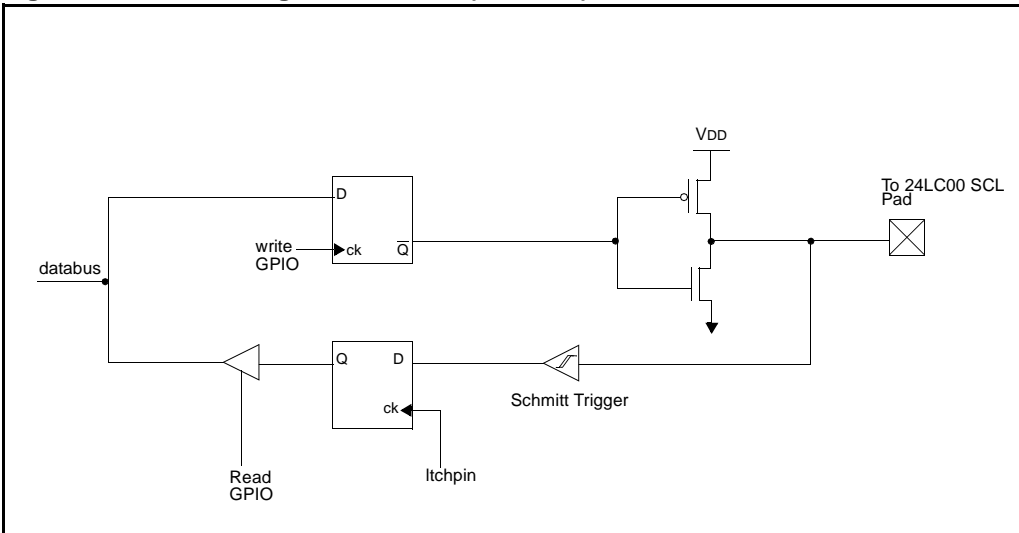 VDD
To 24LC00 SCL
Pad
D
write
GPIO
ck
Q
databus
Q
D
Schmitt Trigger
ck
Read
GPIO
ltchpin